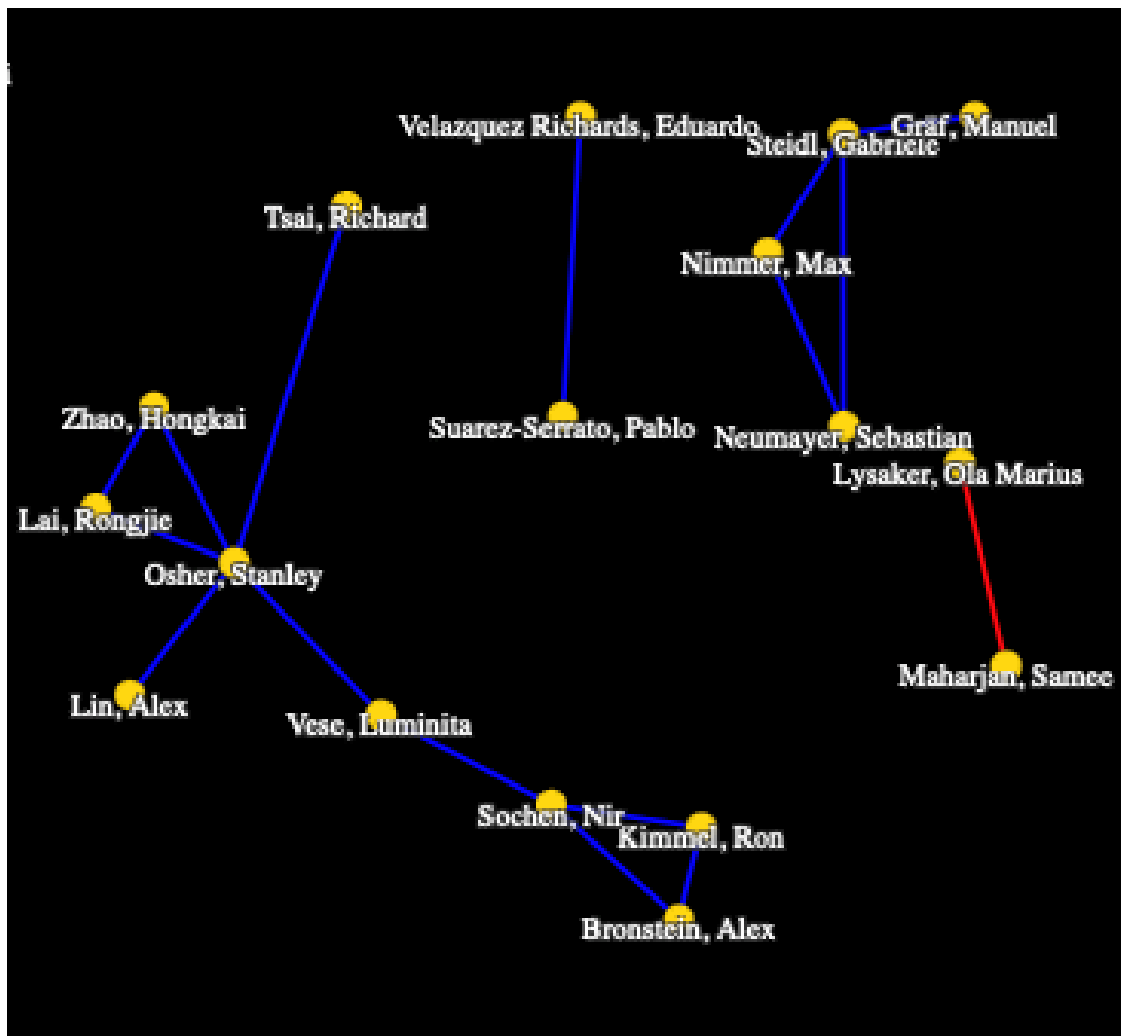 i
Velazquez Richards, Eduardo
Gräf, Manuel
Steidl, Gabriele
Tsai, Richard
Nimmer, Max
Zhao, Hongkai
Suarez-Serrato, Pablo
Neumayer, Sebastian
Lysaker, Ola Marius
Lai, Rongjie
Osher, Stanley
Maharjan, Samee
Lin, Alex
Vese, Luminita
Sochen, Nir
Kimmel, Ron
Bronstein, Alex